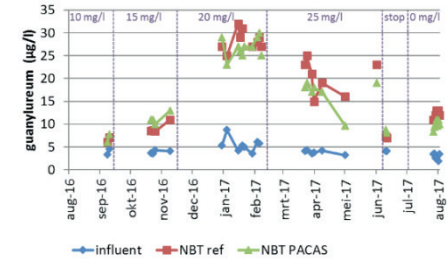 10 mg/l 15 mg/l 20 mg/l 25 mg/l stop 0 mg/l
35
30
25
20
15
10
5
0
guanylureum (µg/l)
aug-16 sep-16 okt-16 nov-16 dec-16 jan-17 feb-17 mrt-17 apr-17 mei-17 jun-17 jul-17 aug-17
influent NBT ref NBT PACAS